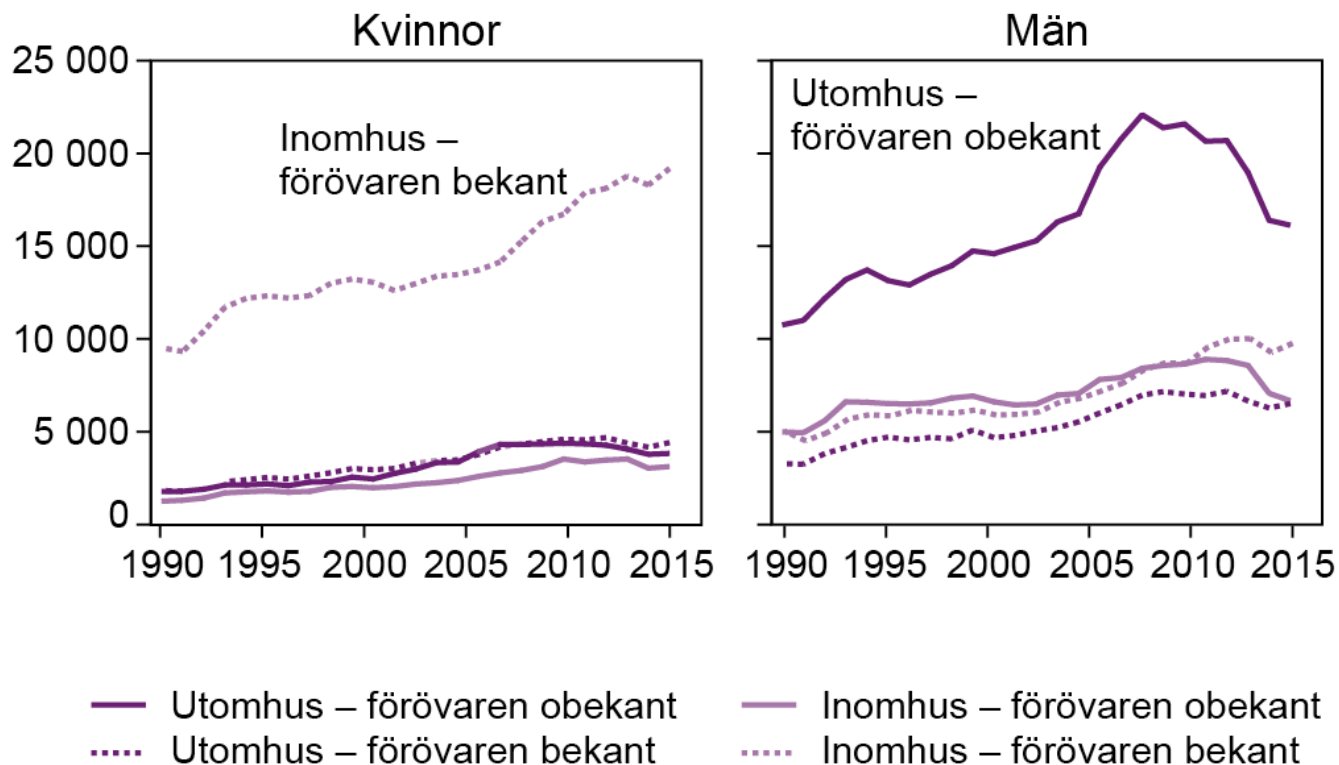 Kvinnor
Män
25 000
20 000
15 000
10 000
5 000
0
Inomhus –
förövaren bekant
Utomhus –
förövaren obekant
1990 1995 2000 2005 2010 2015
1990 1995 2000 2005 2010 2015
Utomhus – förövaren obekant
Utomhus – förövaren bekant
Inomhus – förövaren obekant
Inomhus – förövaren bekant